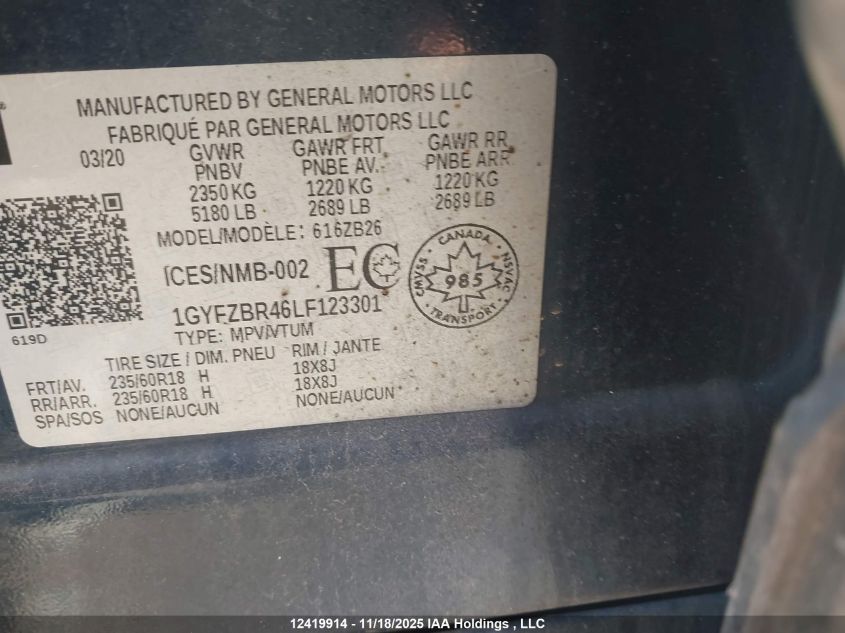 MANUFACTURED BY GENERAL MOTORS LLC
FABRIQUÉ PAR GENERAL MOTORS LLC
03/20 GVWR GAWR FRT GAWR RR
PNBV PNBE AV. PNBE ARR
2350 KG 1220 KG 1220 KG
5180 LB 2689 LB 2689 LB
MODEL/MODÈLE: 616ZB26
ICES/NMB-002 EC
CANADA
CMVSS 985 NSVAC
TRANSPORT
1GYFZBR46LF123301
619D
TYPE: MPV/VTUM
TIRE SIZE / DIM. PNEU RIM / JANTE
FRT/AV. 235/60R18 H 18X8J
RR/ARR. 235/60R18 H 18X8J
SPA/SOS NONE/AUCUN NONE/AUCUN
12419914 - 11/18/2025 IAA Holdings , LLC